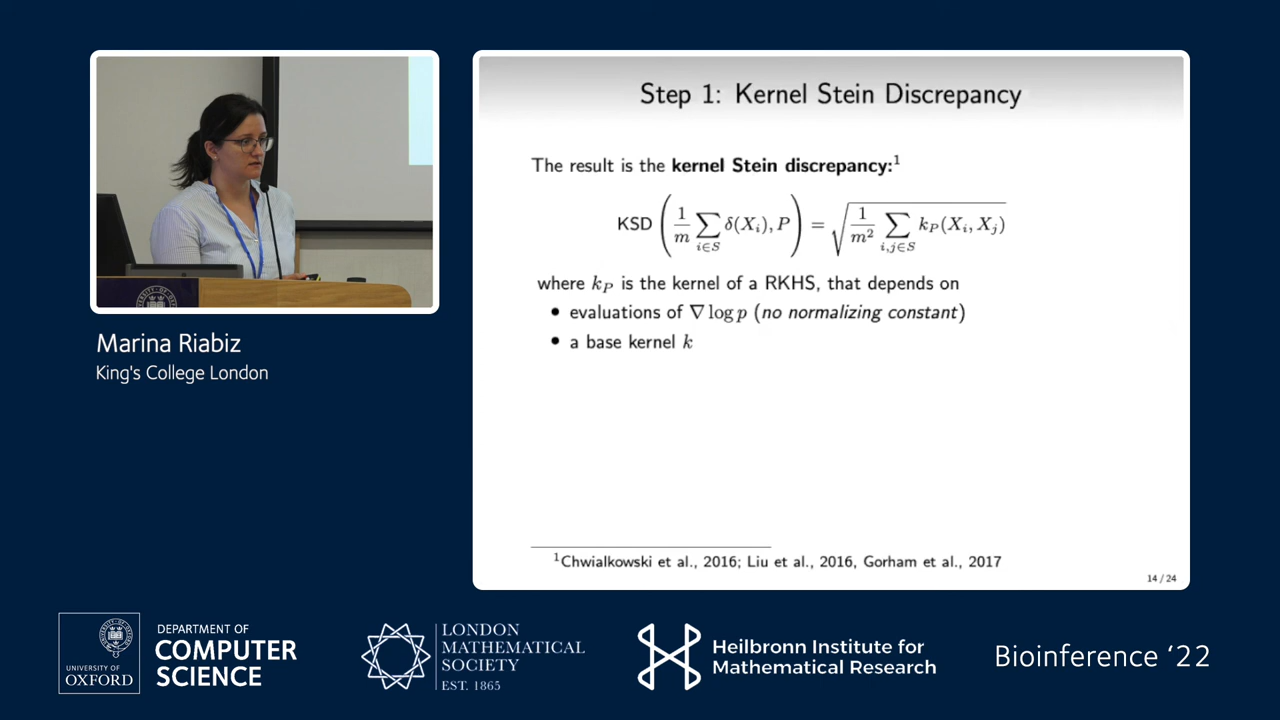 Step 1: Kernel Stein Discrepancy
The result is the kernel Stein discrepancy:¹
KSD ( 1/m ∑_{i∈S} δ(X_i), P ) = √( 1/m² ∑_{i,j∈S} k_P(X_i, X_j) )
where k_P is the kernel of a RKHS, that depends on
• evaluations of ∇ log p (no normalizing constant)
• a base kernel k
¹Chwialkowski et al., 2016; Liu et al., 2016, Gorham et al., 2017
14 / 24
Marina Riabiz
King's College London
UNIVERSITY OF
OXFORD
DEPARTMENT OF
COMPUTER
SCIENCE
LONDON
MATHEMATICAL
SOCIETY
EST. 1865
Heilbronn Institute for
Mathematical Research
Bioinference ‘22